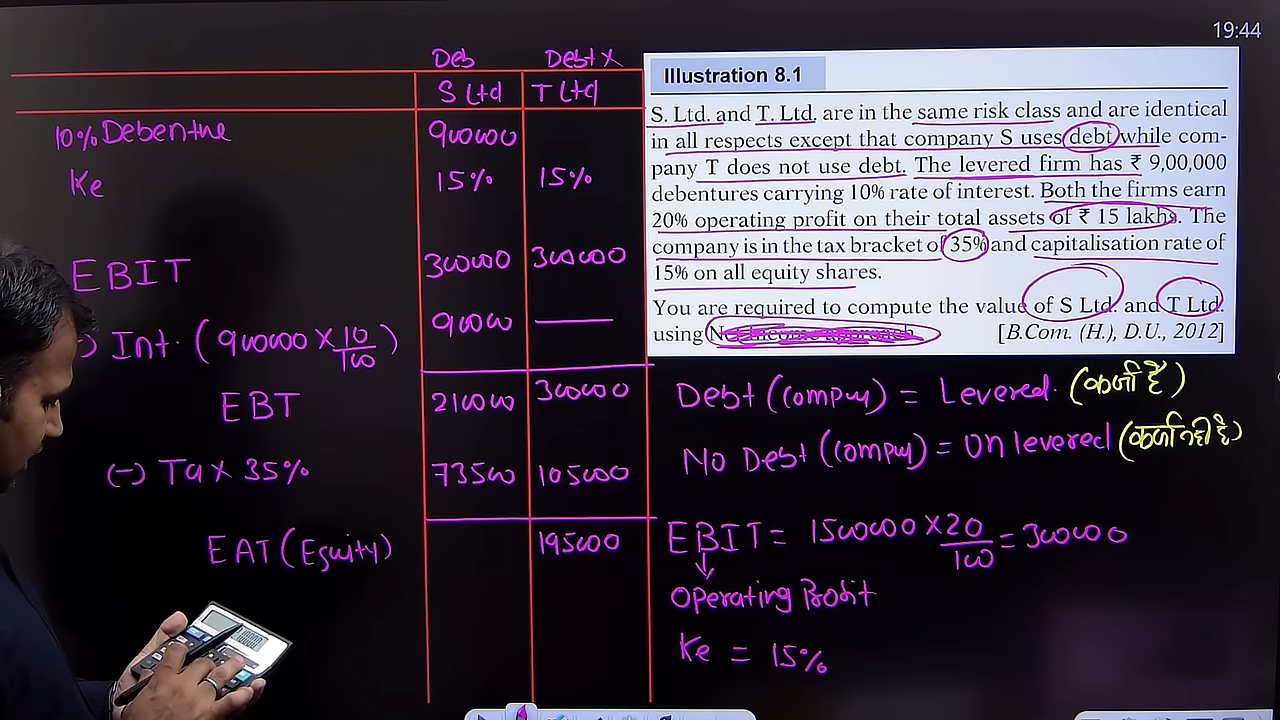 19:44
Deb Debt X
S Ltd T Ltd
10% Debenture 900000
Ke 15% 15%
EBIT 300000 300000
(-) Int. (900000 × 10/100) 90000 —
EBT 210000 300000
(-) Tax 35% 73500 105000
EAT (Equity) 195000
Illustration 8.1
S. Ltd. and T. Ltd. are in the same risk class and are identical
in all respects except that company S uses debt while com-
pany T does not use debt. The levered firm has ₹ 9,00,000
debentures carrying 10% rate of interest. Both the firms earn
20% operating profit on their total assets of ₹ 15 lakhs. The
company is in the tax bracket of 35% and capitalisation rate of
15% on all equity shares.
You are required to compute the value of S Ltd. and T Ltd.
using Net Income approach [B.Com. (H.), D.U., 2012]
Debt (Compny) = Levered. (कर्जा है)
No Debt (Compny) = Unlevered (कर्जा नही है)
EBIT = 1500000 × 20/100 = 300000
↓
Operating Profit
Ke = 15%